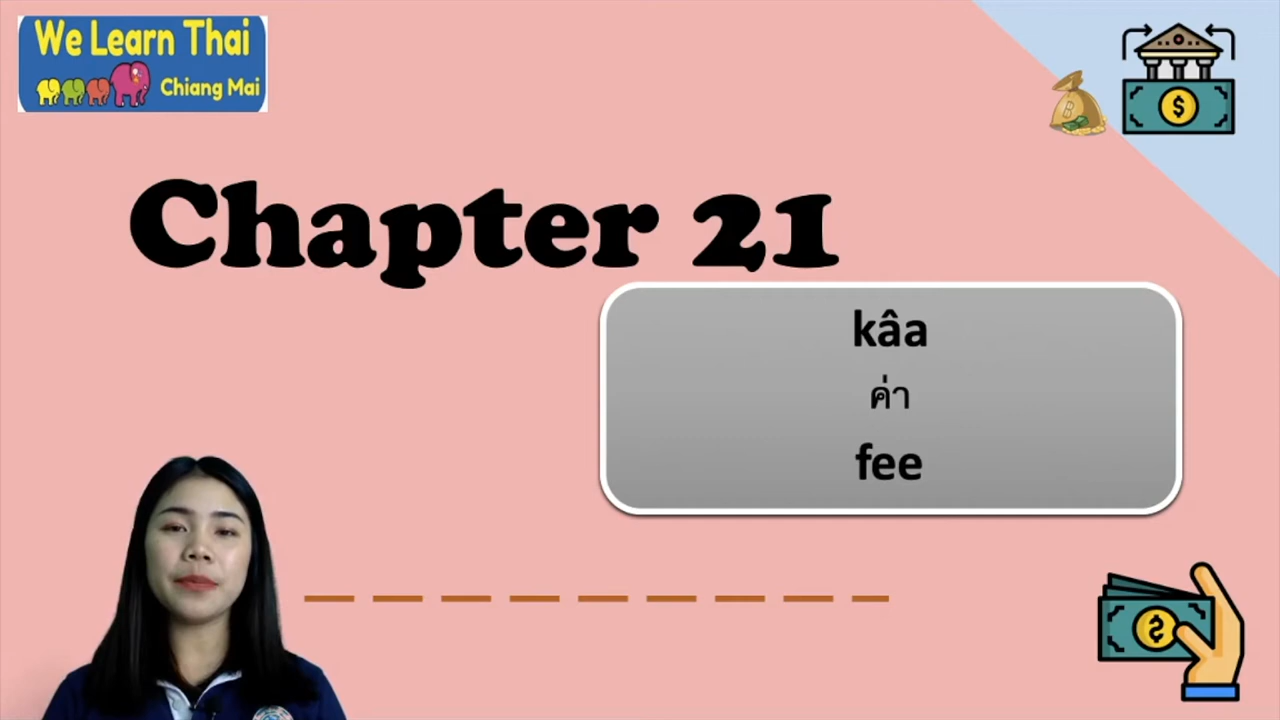 We Learn Thai
Chiang Mai
Chapter 21
kâa
ค่า
fee